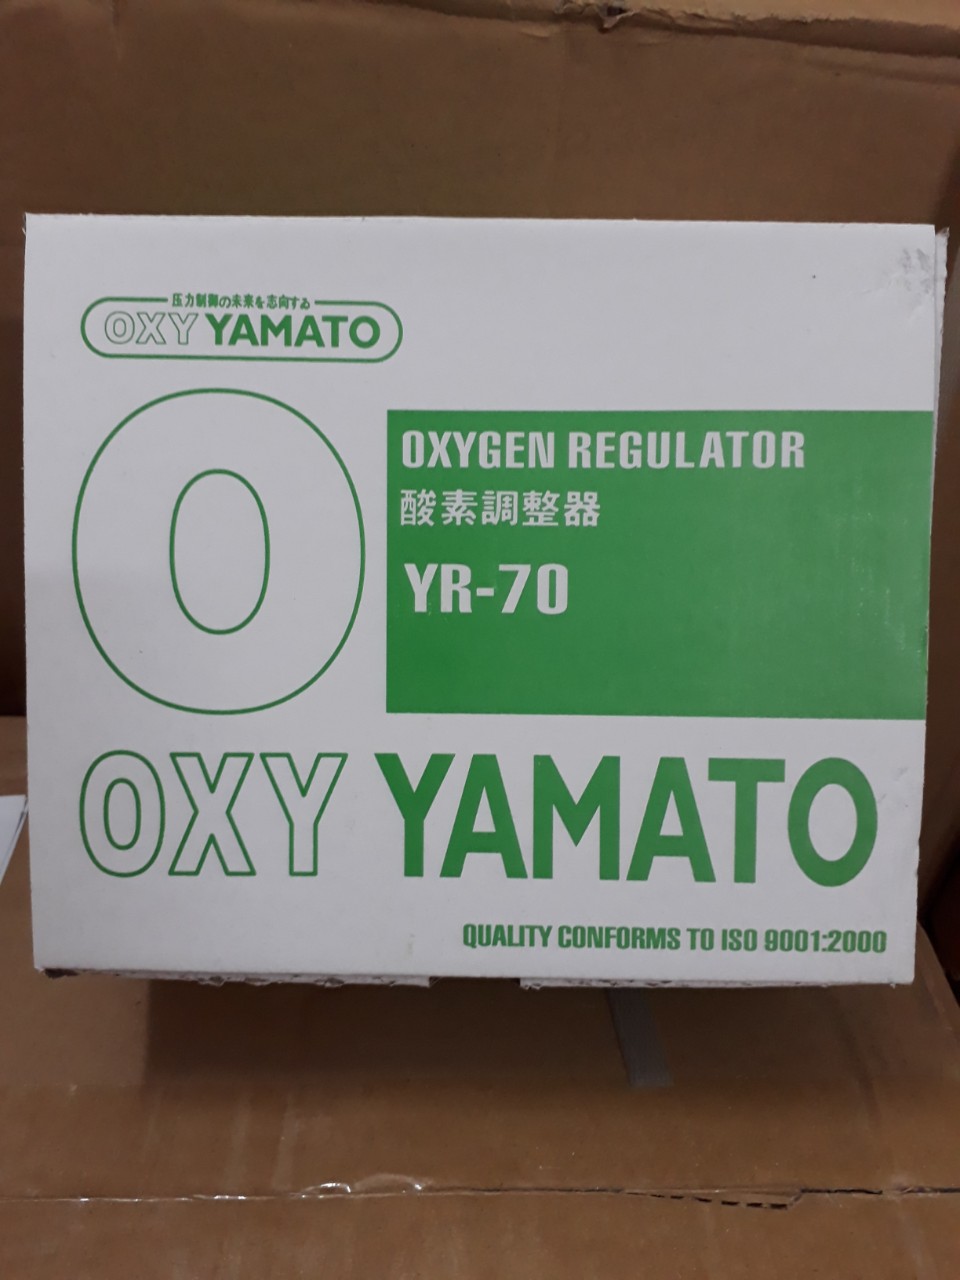 圧力制御の未来を志向する
OXY YAMATO
O
OXYGEN REGULATOR
酸素調整器
YR-70
OXY YAMATO
QUALITY CONFORMS TO ISO 9001:2000